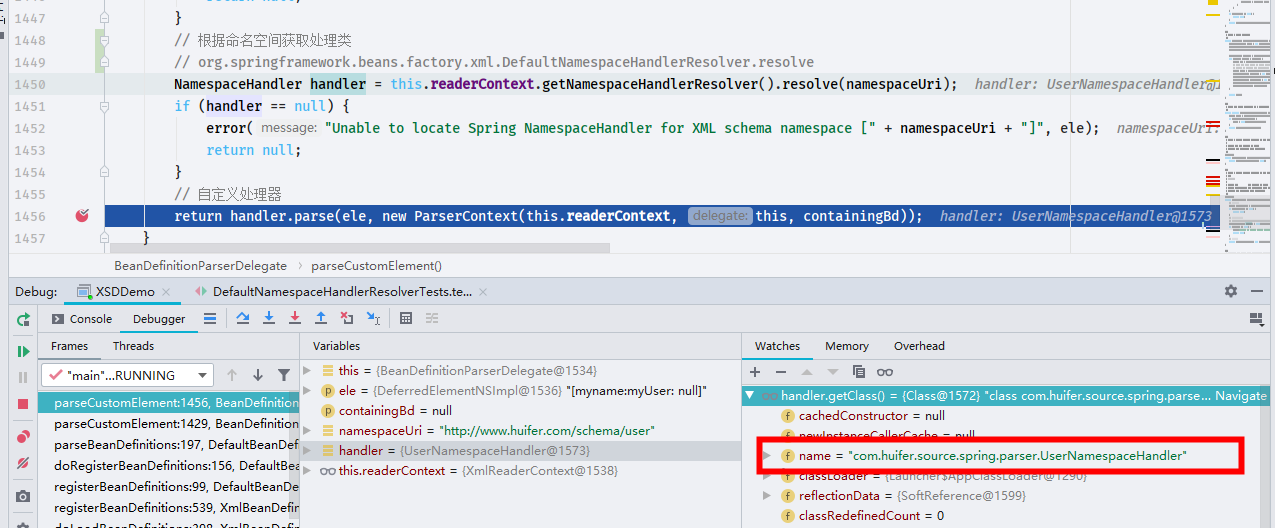 1447 }
1448 // 根据命名空间获取处理类
1449 // org.springframework.beans.factory.xml.DefaultNamespaceHandlerResolver.resolve
1450 NamespaceHandler handler = this.readerContext.getNamespaceHandlerResolver().resolve(namespaceUri); handler: UserNamespaceHandler@1
1451 if (handler == null) {
1452 error( message: "Unable to locate Spring NamespaceHandler for XML schema namespace [" + namespaceUri + "]", ele); namespaceUri:
1453 return null;
1454 }
1455 // 自定义处理器
1456 return handler.parse(ele, new ParserContext(this.readerContext, delegate: this, containingBd)); handler: UserNamespaceHandler@1573
1457 }
BeanDefinitionParserDelegate › parseCustomElement()
Debug: XSDDemo × DefaultNamespaceHandlerResolverTests.te... ×
Console Debugger
Frames Threads
"main"...RUNNING
parseCustomElement:1456, BeanDefinition
parseCustomElement:1429, BeanDefinition
parseBeanDefinitions:197, DefaultBeanDe
doRegisterBeanDefinitions:156, DefaultB
registerBeanDefinitions:99, DefaultBeanD
registerBeanDefinitions:539, XmlBeanDef
Variables
this = {BeanDefinitionParserDelegate@1534}
ele = {DeferredElementNSImpl@1536} "[myname:myUser: null]"
containingBd = null
namespaceUri = "http://www.huifer.com/schema/user"
handler = {UserNamespaceHandler@1573}
this.readerContext = {XmlReaderContext@1538}
Watches Memory Overhead
handler.getClass() = {Class@1572} "class com.huifer.source.spring.parse... Navigate
cachedConstructor = null
newInstanceCallerCache = null
name = "com.huifer.source.spring.parser.UserNamespaceHandler"
classLoader = {Launcher$AppClassLoader@1290}
reflectionData = {SoftReference@1599}
classRedefinedCount = 0